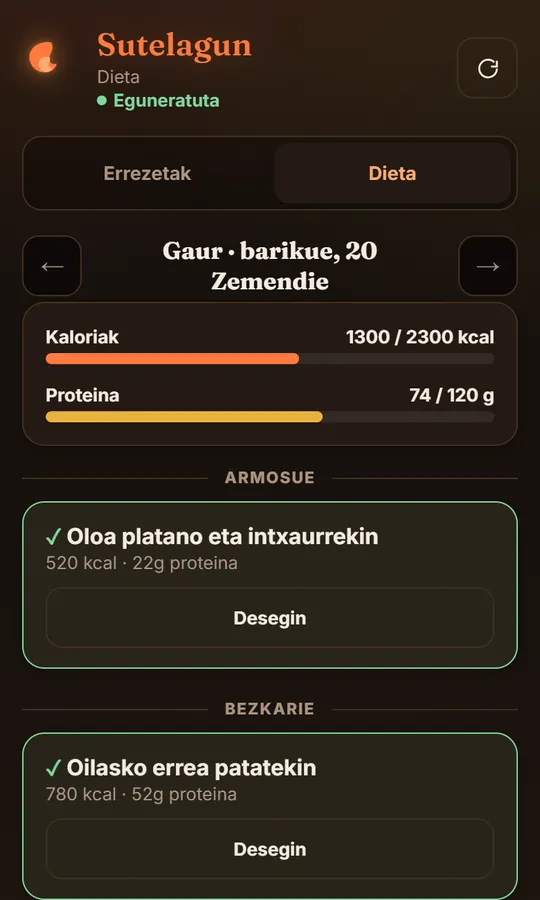 Sutelagun
Dieta
Eguneratuta
Errezetak
Dieta
←
Gaur · barikue, 20
Zemendie
→
Kaloriak 1300 / 2300 kcal
Proteina 74 / 120 g
ARMOSUE
✓ Oloa platano eta intxaurrekin
520 kcal · 22g proteina
Desegin
BEZKARIE
✓ Oilasko errea patatekin
780 kcal · 52g proteina
Desegin